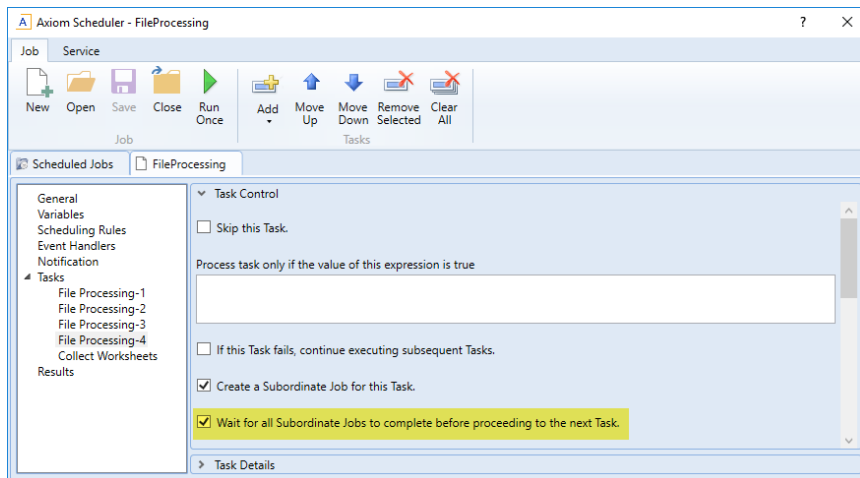 A Axiom Scheduler - FileProcessing ?
Job Service
New Open Save Close Run Once Add Move Up Move Down Remove Selected Clear All
Job Tasks
Scheduled Jobs FileProcessing
General
Variables
Scheduling Rules
Event Handlers
Notification
Tasks
File Processing-1
File Processing-2
File Processing-3
File Processing-4
Collect Worksheets
Results
Task Control
Skip this Task.
Process task only if the value of this expression is true
If this Task fails, continue executing subsequent Tasks.
Create a Subordinate Job for this Task.
Wait for all Subordinate Jobs to complete before proceeding to the next Task.
Task Details